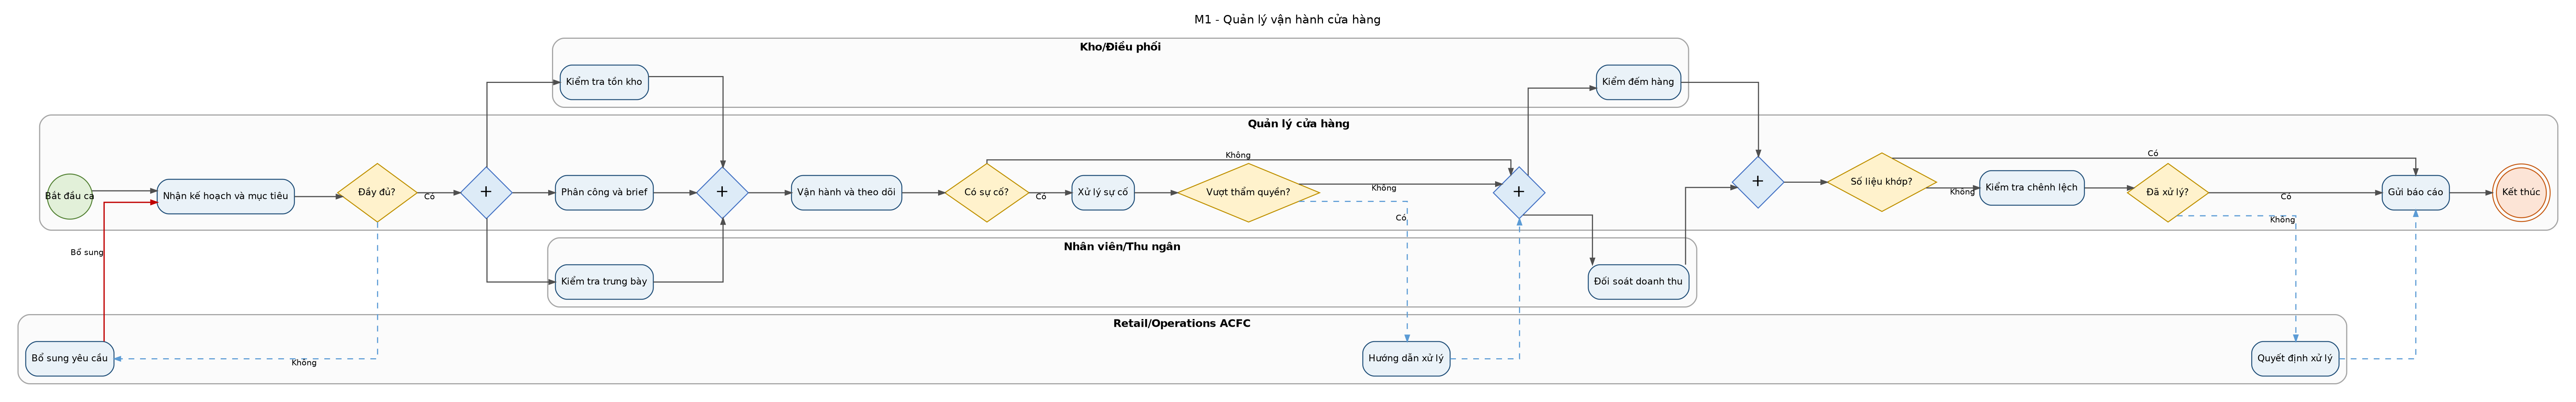 M1 - Quản lý vận hành cửa hàng
Kho/Điều phối
Kiểm tra tồn kho
Kiểm đếm hàng
Quản lý cửa hàng
Bắt đầu ca
Nhận kế hoạch và mục tiêu
Đầy đủ?
Có
+
Phân công và brief
+
Vận hành và theo dõi
Có sự cố?
Không
Có
Xử lý sự cố
Vượt thẩm quyền?
Không
Có
+
+
Số liệu khớp?
Có
Không
Kiểm tra chênh lệch
Đã xử lý?
Có
Không
Gửi báo cáo
Kết thúc
Nhân viên/Thu ngân
Kiểm tra trưng bày
Đối soát doanh thu
Bổ sung
Retail/Operations ACFC
Bổ sung yêu cầu
Không
Hướng dẫn xử lý
Quyết định xử lý